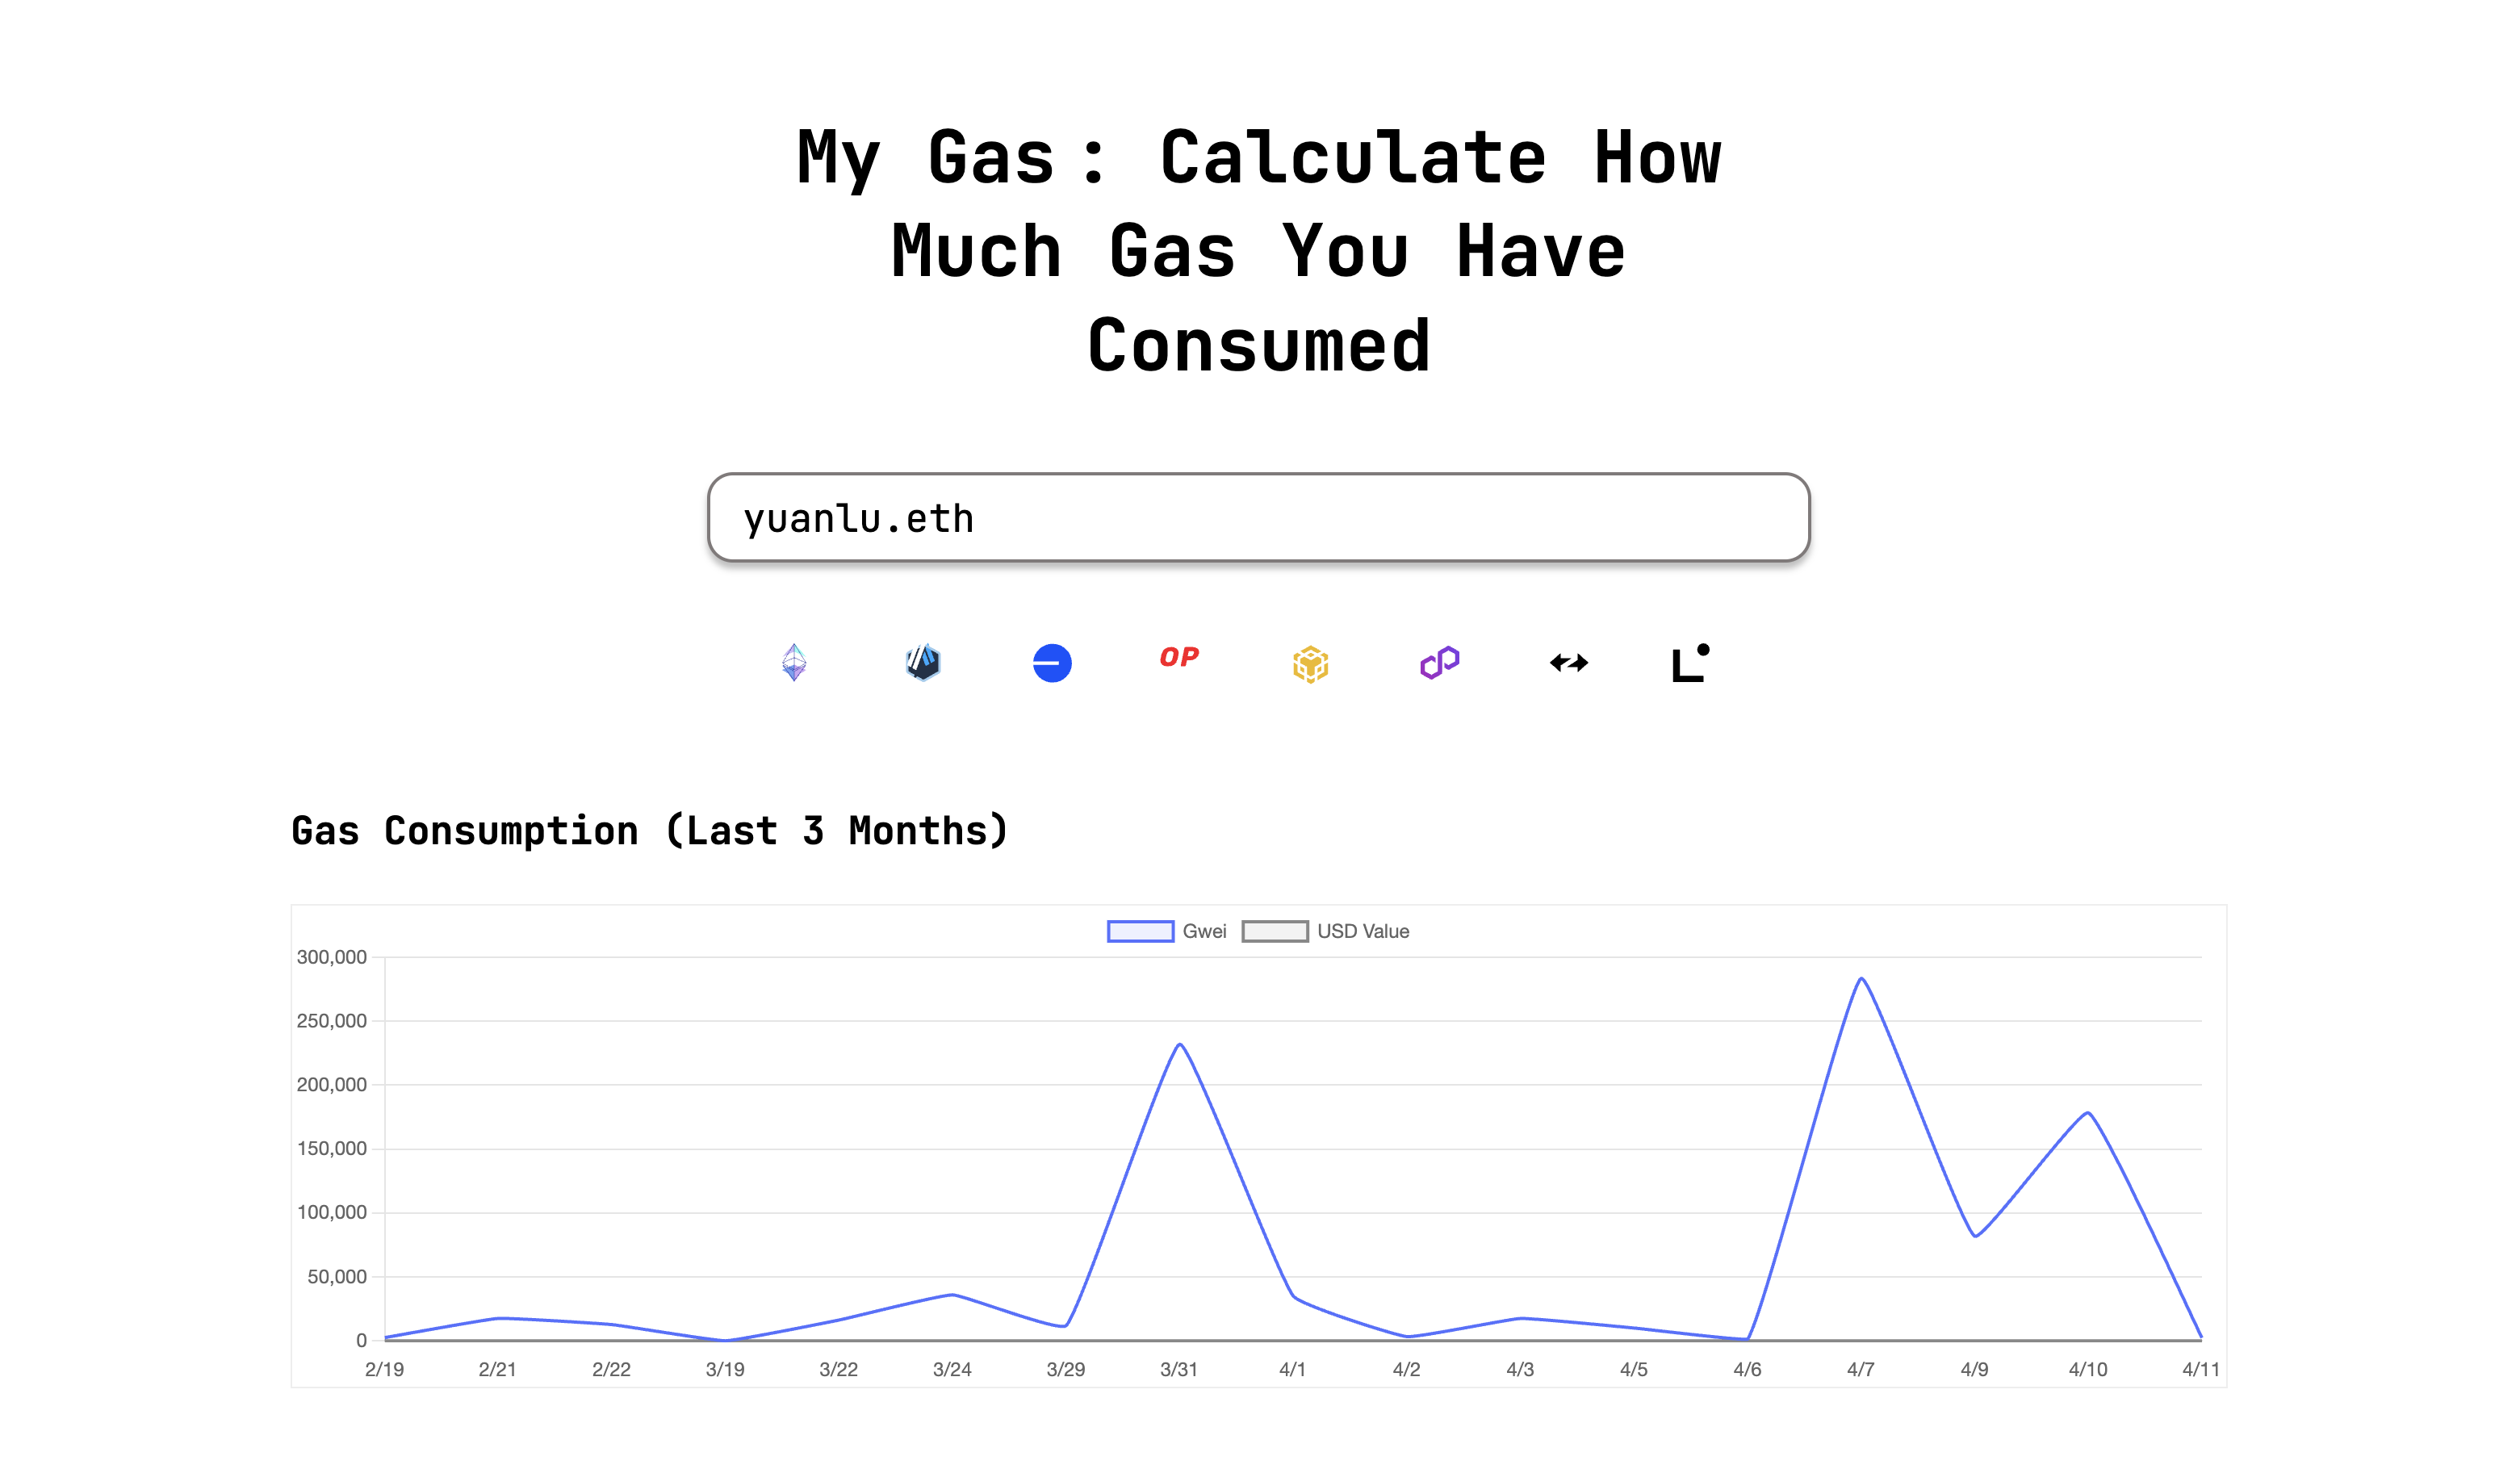 My Gas: Calculate How
Much Gas You Have
Consumed
yuanlu.eth
OP
Gas Consumption (Last 3 Months)
Gwei USD Value
300,000
250,000
200,000
150,000
100,000
50,000
0
2/19 2/21 2/22 3/19 3/22 3/24 3/29 3/31 4/1 4/2 4/3 4/5 4/6 4/7 4/9 4/10 4/11